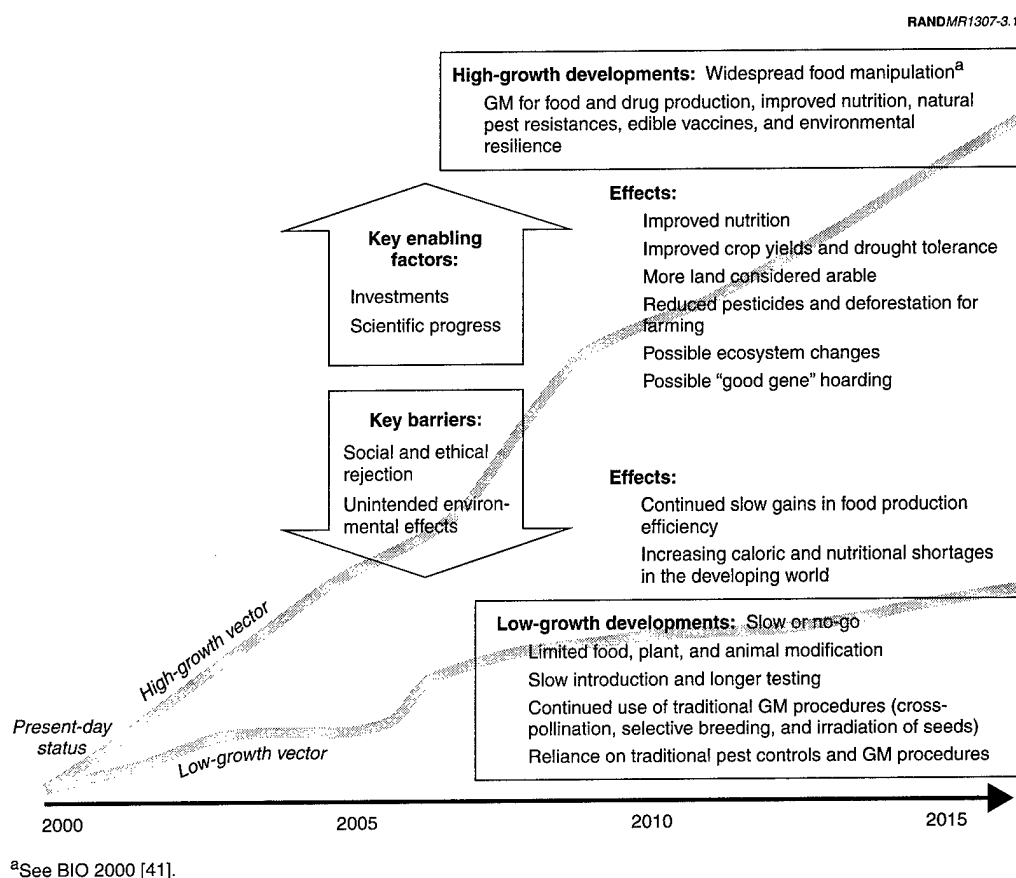 RANDMR1307-3.1
High-growth developments: Widespread food manipulationa
GM for food and drug production, improved nutrition, natural
pest resistances, edible vaccines, and environmental
resilience
Key enabling
factors:
Investments
Scientific progress
Effects:
Improved nutrition
Improved crop yields and drought tolerance
More land considered arable
Reduced pesticides and deforestation for
farming
Possible ecosystem changes
Possible “good gene” hoarding
Key barriers:
Social and ethical
rejection
Unintended environ-
mental effects
Effects:
Continued slow gains in food production
efficiency
Increasing caloric and nutritional shortages
in the developing world
High-growth vector
Low-growth developments: Slow or no-go
Limited food, plant, and animal modification
Slow introduction and longer testing
Continued use of traditional GM procedures (cross-
pollination, selective breeding, and irradiation of seeds)
Reliance on traditional pest controls and GM procedures
Present-day
status
Low-growth vector
2000 2005 2010 2015
aSee BIO 2000 [41].